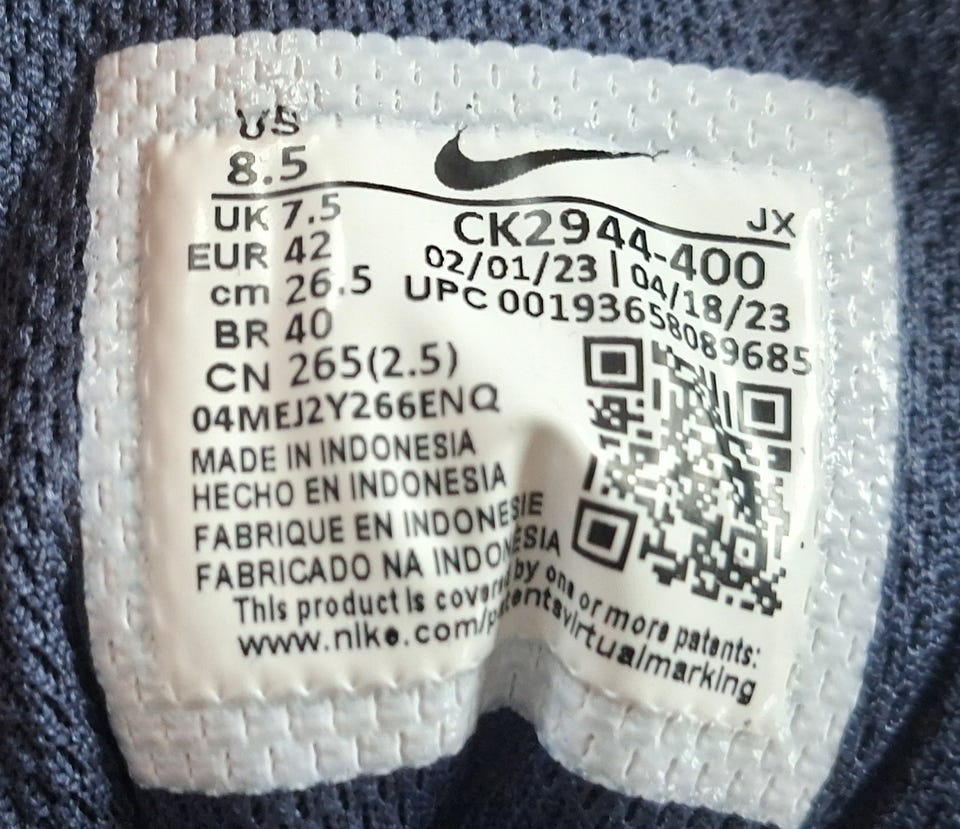 US
8.5
UK 7.5
EUR 42
cm 26.5
BR 40
CN 265(2.5)
JX
CK2944-400
02/01/23 | 04/18/23
UPC 00193658089685
04MEJ2Y266ENQ
MADE IN INDONESIA
HECHO EN INDONESIA
FABRIQUE EN INDONESIE
FABRICADO NA INDONESIA
This product is covered by one or more patents:
www.nike.com/patentsvirtualmarking